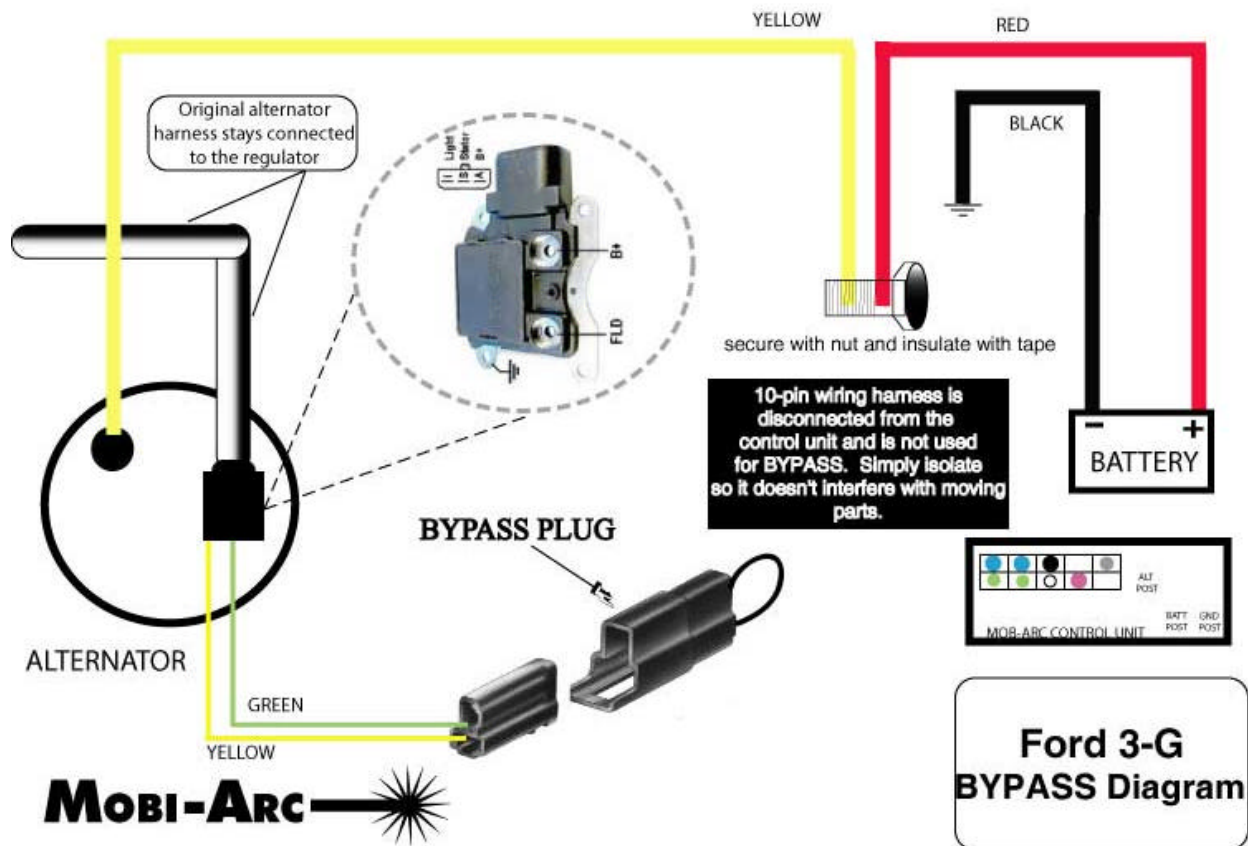 YELLOW
RED
BLACK
Original alternator
harness stays connected
to the regulator
I Light
S Stator
A B+
B+
FLD
secure with nut and insulate with tape
10-pin wiring harness is
disconnected from the
control unit and is not used
for BYPASS. Simply isolate
so it doesn't interfere with moving
parts.
- +
BATTERY
BYPASS PLUG
ALT
POST
BATT
POST
GND
POST
MOB-ARC CONTROL UNIT
ALTERNATOR
GREEN
YELLOW
MOBI-ARC
Ford 3-G
BYPASS Diagram